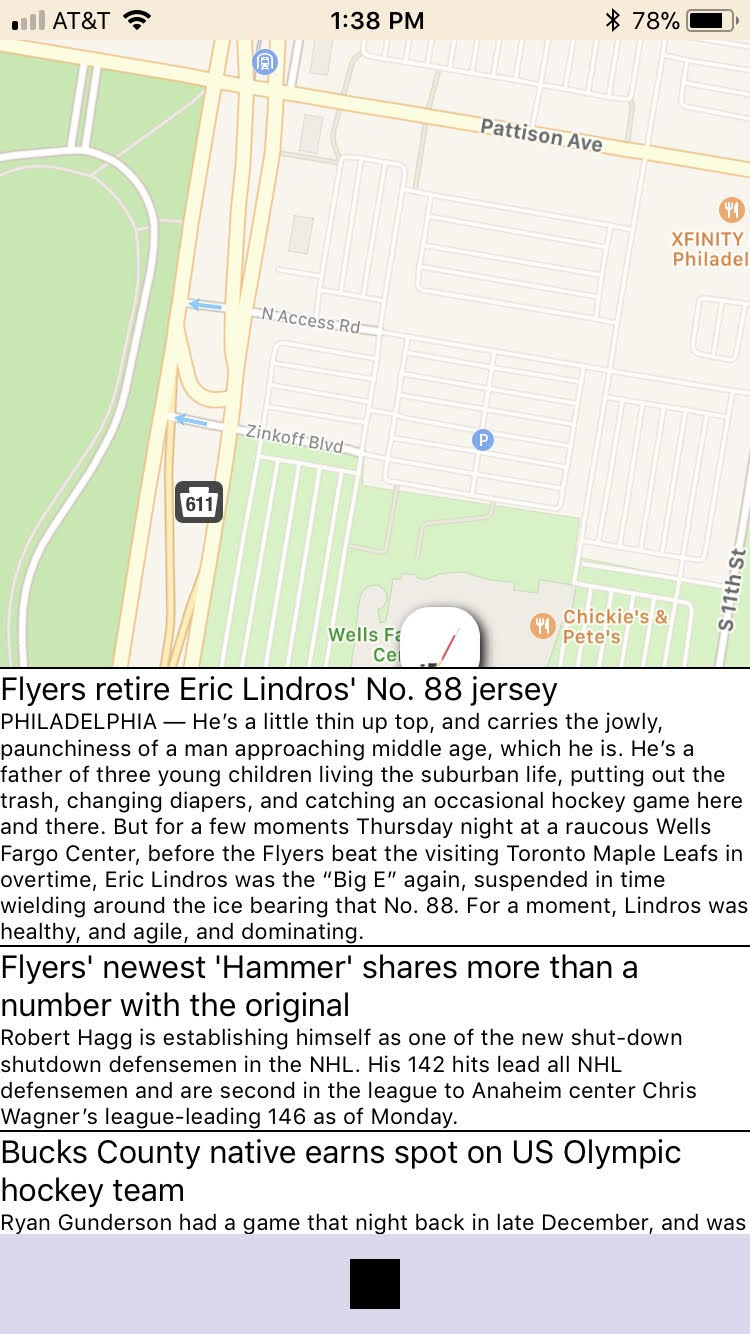 AT&T 1:38 PM 78%
Pattison Ave
XFINITY
Philadel
N Access Rd
Zinkoff Blvd
P
611
S 11th St
Chickie's &
Pete's
Wells Fa
Ce
Flyers retire Eric Lindros' No. 88 jersey
PHILADELPHIA — He’s a little thin up top, and carries the jowly,
paunchiness of a man approaching middle age, which he is. He’s a
father of three young children living the suburban life, putting out the
trash, changing diapers, and catching an occasional hockey game here
and there. But for a few moments Thursday night at a raucous Wells
Fargo Center, before the Flyers beat the visiting Toronto Maple Leafs in
overtime, Eric Lindros was the “Big E” again, suspended in time
wielding around the ice bearing that No. 88. For a moment, Lindros was
healthy, and agile, and dominating.
Flyers' newest 'Hammer' shares more than a
number with the original
Robert Hagg is establishing himself as one of the new shut-down
shutdown defensemen in the NHL. His 142 hits lead all NHL
defensemen and are second in the league to Anaheim center Chris
Wagner’s league-leading 146 as of Monday.
Bucks County native earns spot on US Olympic
hockey team
Ryan Gunderson had a game that night back in late December, and was